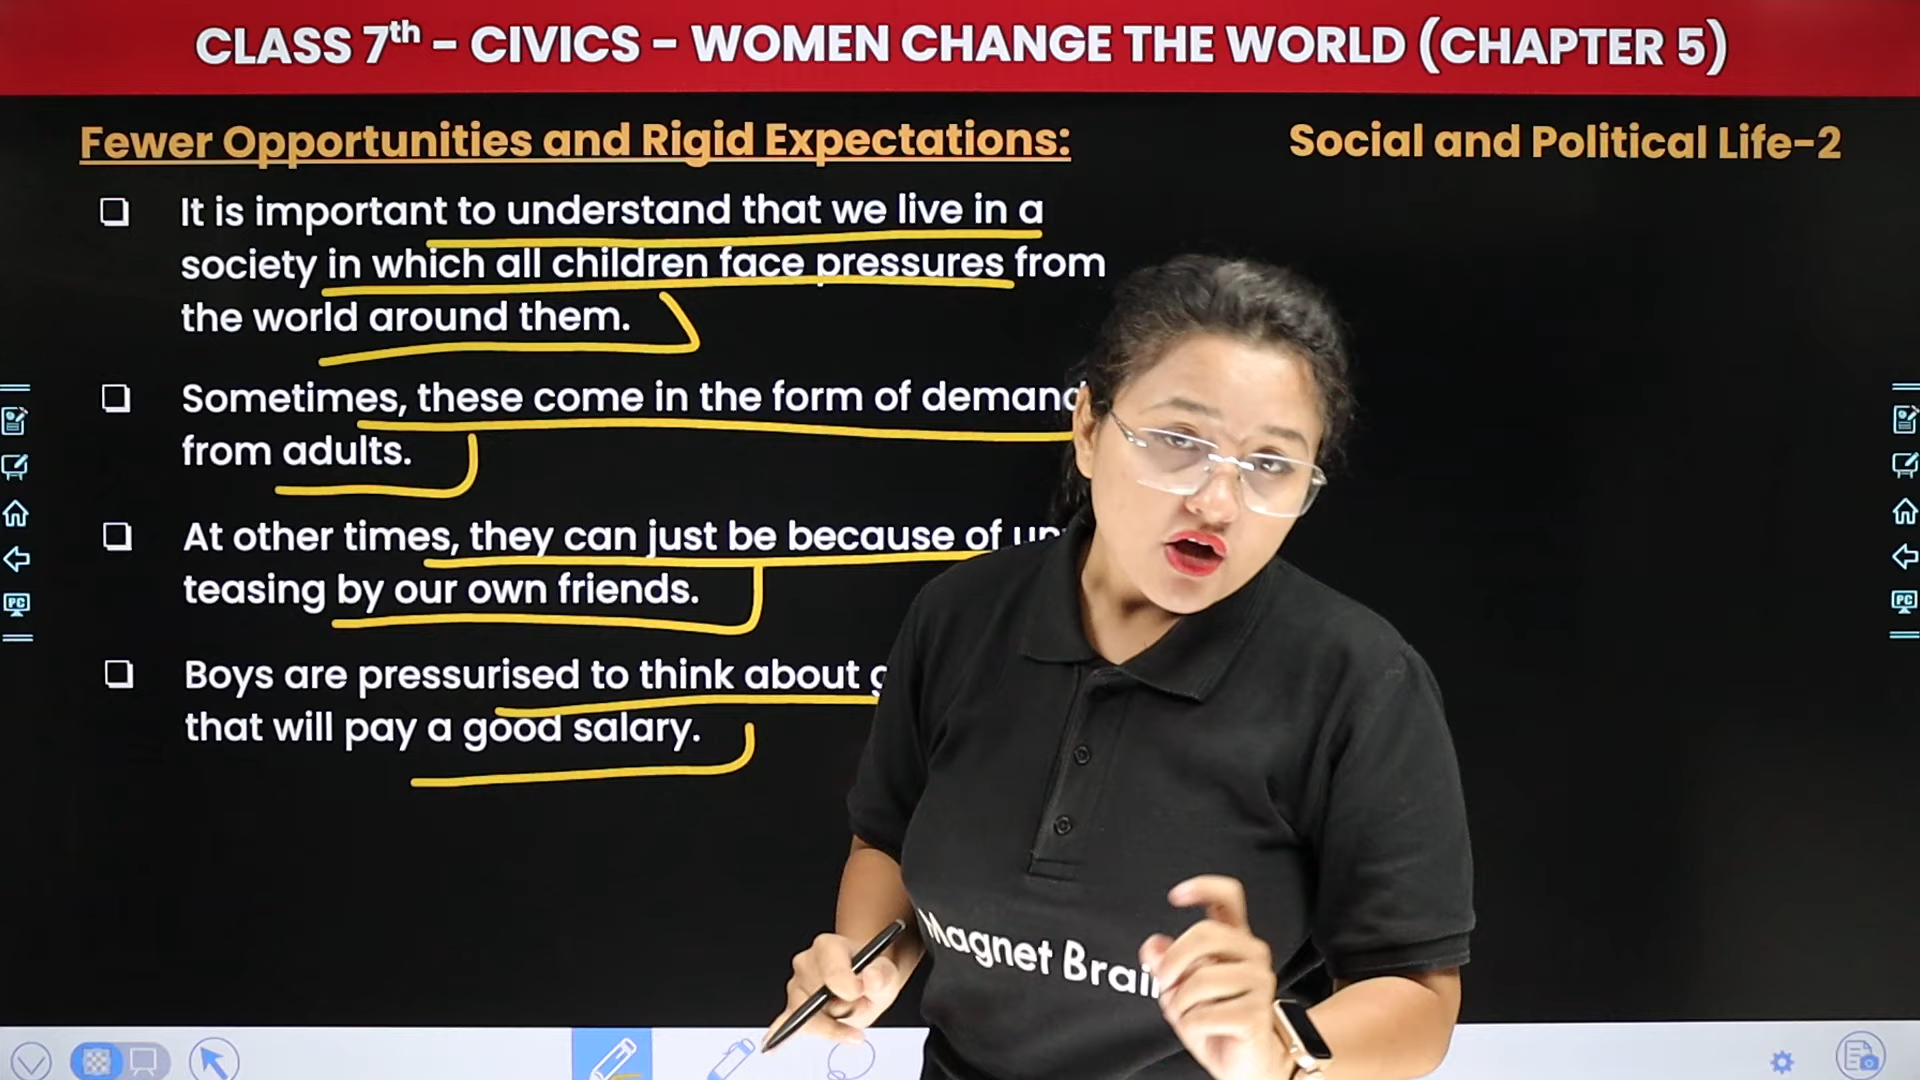 CLASS 7th - CIVICS - WOMEN CHANGE THE WORLD (CHAPTER 5)
Fewer Opportunities and Rigid Expectations:
Social and Political Life-2
❑ It is important to understand that we live in a
society in which all children face pressures from
the world around them.
❑ Sometimes, these come in the form of
from adults.
❑ At other times, they can just be because of
teasing by our own friends.
❑ Boys are pressurised to think about
that will pay a good salary.
Magnet
PC
PC